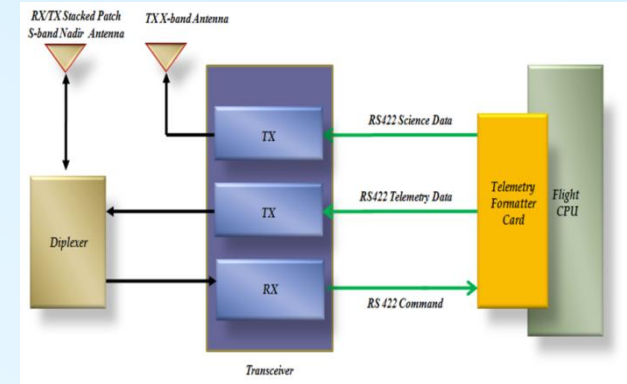 RX/TX Stacked Patch
S-band Nadir Antenna
TX X-band Antenna
TX
RS422 Science Data
TX
RS422 Telemetry Data
RX
RS 422 Command
Diplexer
Telemetry
Formatter
Card
Flight
CPU
Transceiver